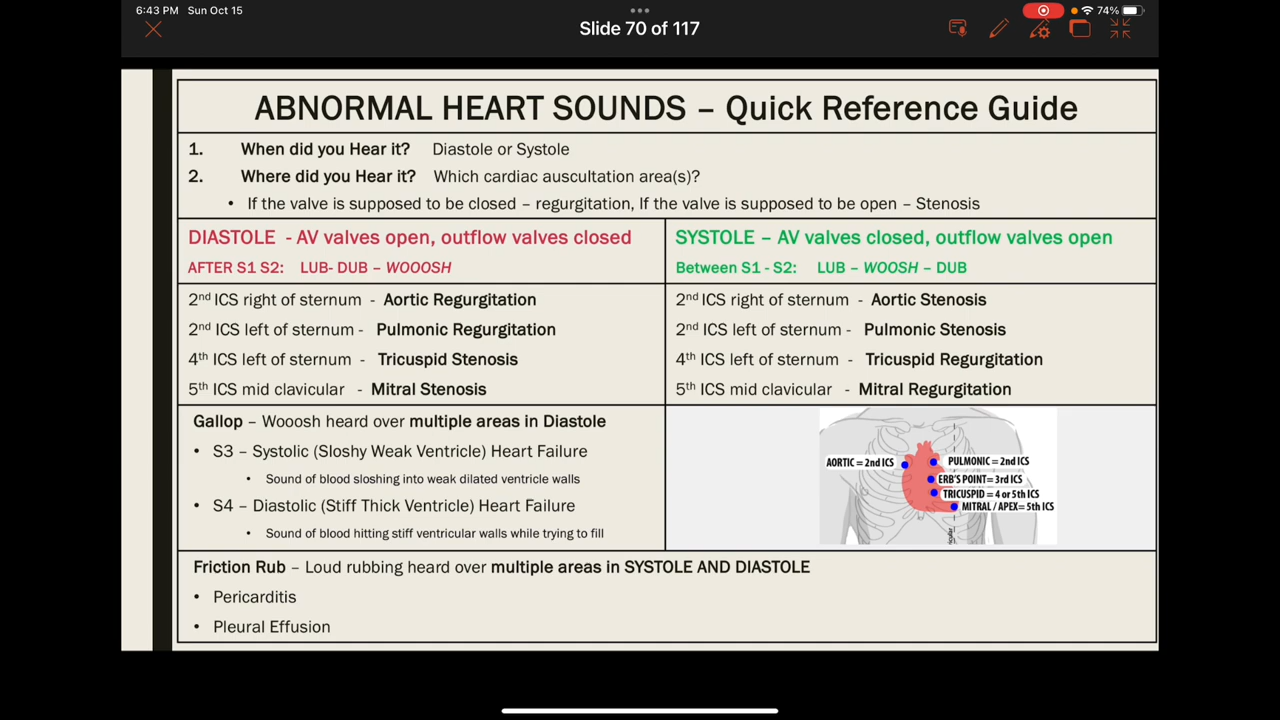 6:43 PM Sun Oct 15
74%
Slide 70 of 117
ABNORMAL HEART SOUNDS – Quick Reference Guide
1. When did you Hear it? Diastole or Systole
2. Where did you Hear it? Which cardiac auscultation area(s)?
• If the valve is supposed to be closed – regurgitation, If the valve is supposed to be open – Stenosis
DIASTOLE - AV valves open, outflow valves closed
AFTER S1 S2: LUB- DUB – WOOOSH
2nd ICS right of sternum - Aortic Regurgitation
2nd ICS left of sternum - Pulmonic Regurgitation
4th ICS left of sternum - Tricuspid Stenosis
5th ICS mid clavicular - Mitral Stenosis
SYSTOLE – AV valves closed, outflow valves open
Between S1 - S2: LUB – WOOSH – DUB
2nd ICS right of sternum - Aortic Stenosis
2nd ICS left of sternum - Pulmonic Stenosis
4th ICS left of sternum - Tricuspid Regurgitation
5th ICS mid clavicular - Mitral Regurgitation
Gallop – Wooosh heard over multiple areas in Diastole
• S3 – Systolic (Sloshy Weak Ventricle) Heart Failure
• Sound of blood sloshing into weak dilated ventricle walls
• S4 – Diastolic (Stiff Thick Ventricle) Heart Failure
• Sound of blood hitting stiff ventricular walls while trying to fill
AORTIC = 2nd ICS
PULMONIC = 2nd ICS
ERB'S POINT= 3rd ICS
TRICUSPID = 4 or 5th ICS
MITRAL / APEX= 5th ICS
Friction Rub – Loud rubbing heard over multiple areas in SYSTOLE AND DIASTOLE
• Pericarditis
• Pleural Effusion